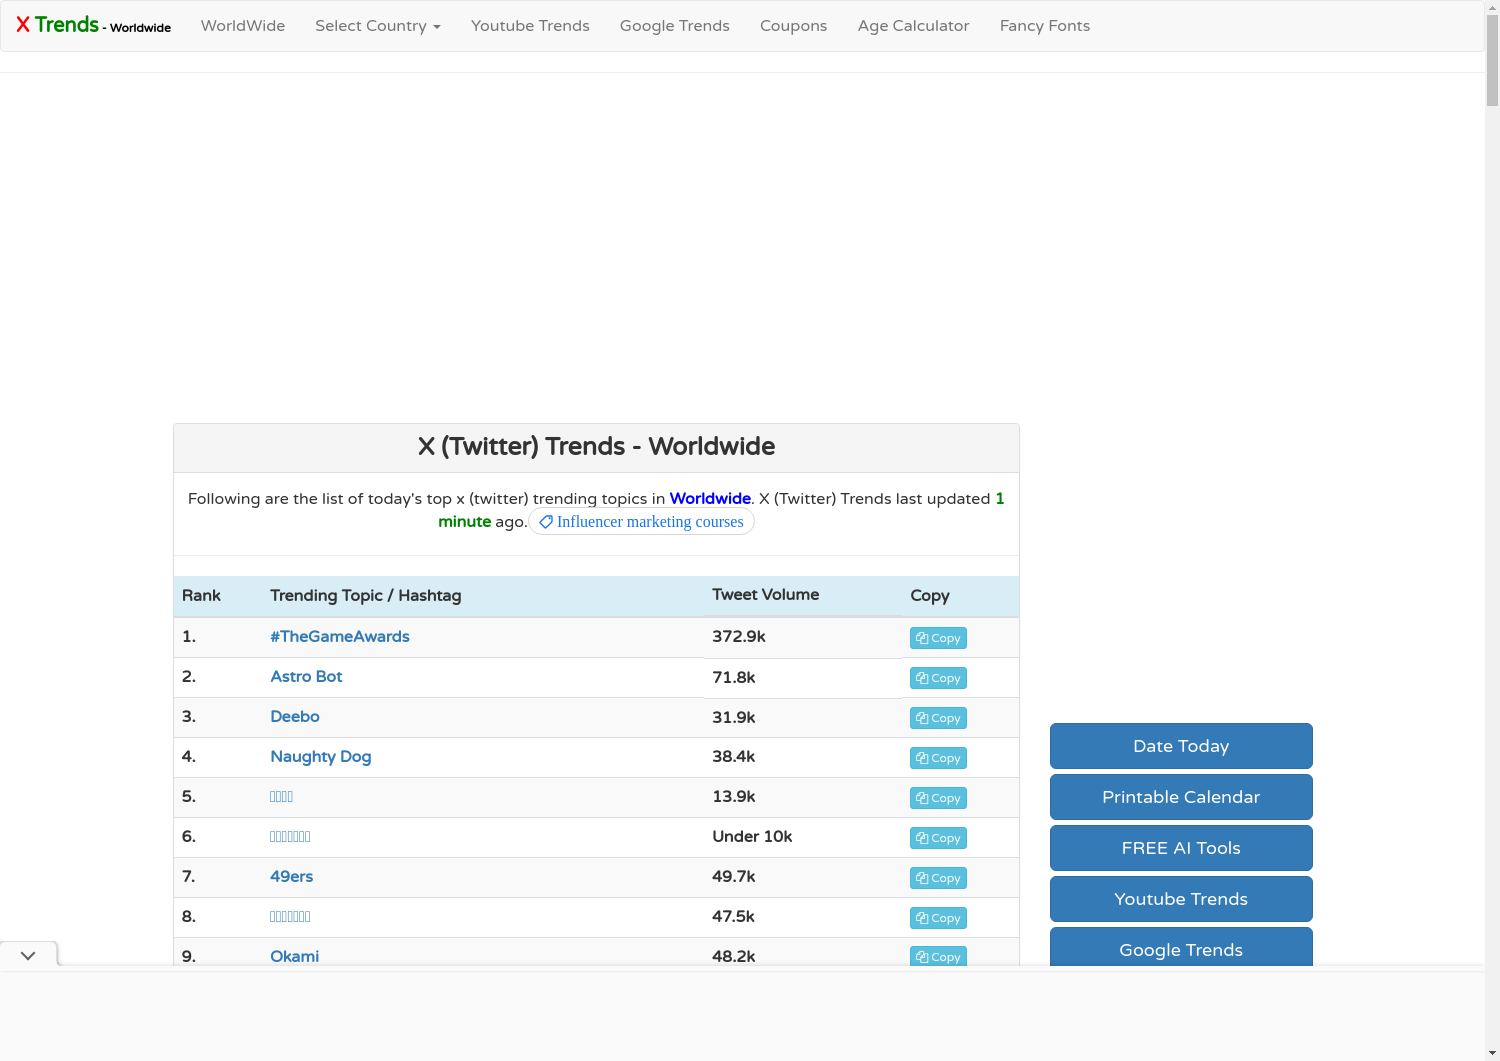 X Trends - Worldwide WorldWide Select Country Youtube Trends Google Trends Coupons Age Calculator Fancy Fonts
X (Twitter) Trends - Worldwide
Following are the list of today's top x (twitter) trending topics in Worldwide. X (Twitter) Trends last updated 1
minute ago. Influencer marketing courses
Rank Trending Topic / Hashtag Tweet Volume Copy
1. #TheGameAwards 372.9k Copy
2. Astro Bot 71.8k Copy
3. Deebo 31.9k Copy
4. Naughty Dog 38.4k Copy
5. 13.9k Copy
6. Under 10k Copy
7. 49ers 49.7k Copy
8. 47.5k Copy
9. Okami 48.2k Copy
Date Today
Printable Calendar
FREE AI Tools
Youtube Trends
Google Trends